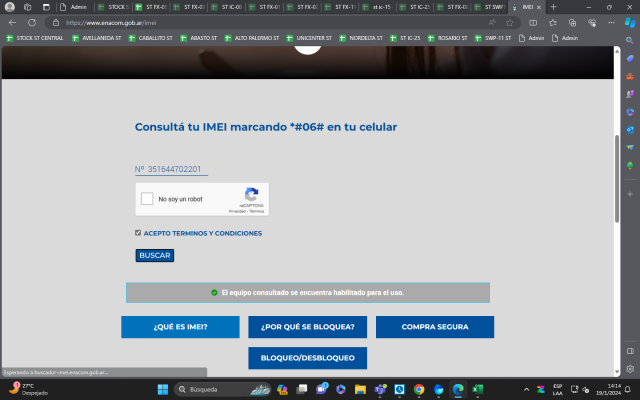 Admin
STOCK S
ST FX-01
ST FX-0
ST IC-0
ST FX-01
ST FX-0
ST FX-1
st ic-15
ST IC-2
ST FX-0
ST SWP
IMEI
https://www.enacom.gob.ar/imei
STOCK ST CENTRAL
AVELLANEDA ST
CABALLITO ST
ABASTO ST
ALTO PALERMO ST
UNICENTER ST
NORDELTA ST
ST IC-25
ROSARIO ST
SWP-11 ST
Admin
Admin
Consultá tu IMEI marcando *#06# en tu celular
Nº 351644702201
No soy un robot
reCAPTCHA
Privacidad - Términos
ACEPTO TERMINOS Y CONDICIONES
BUSCAR
El equipo consultado se encuentra habilitado para el uso.
¿QUÉ ES IMEI?
¿POR QUÉ SE BLOQUEA?
COMPRA SEGURA
BLOQUEO/DESBLOQUEO
Esperando a buscador-imei.enacom.gob.ar...
27°C
Despejado
Búsqueda
ESP
LAA
14:14
19/1/2024